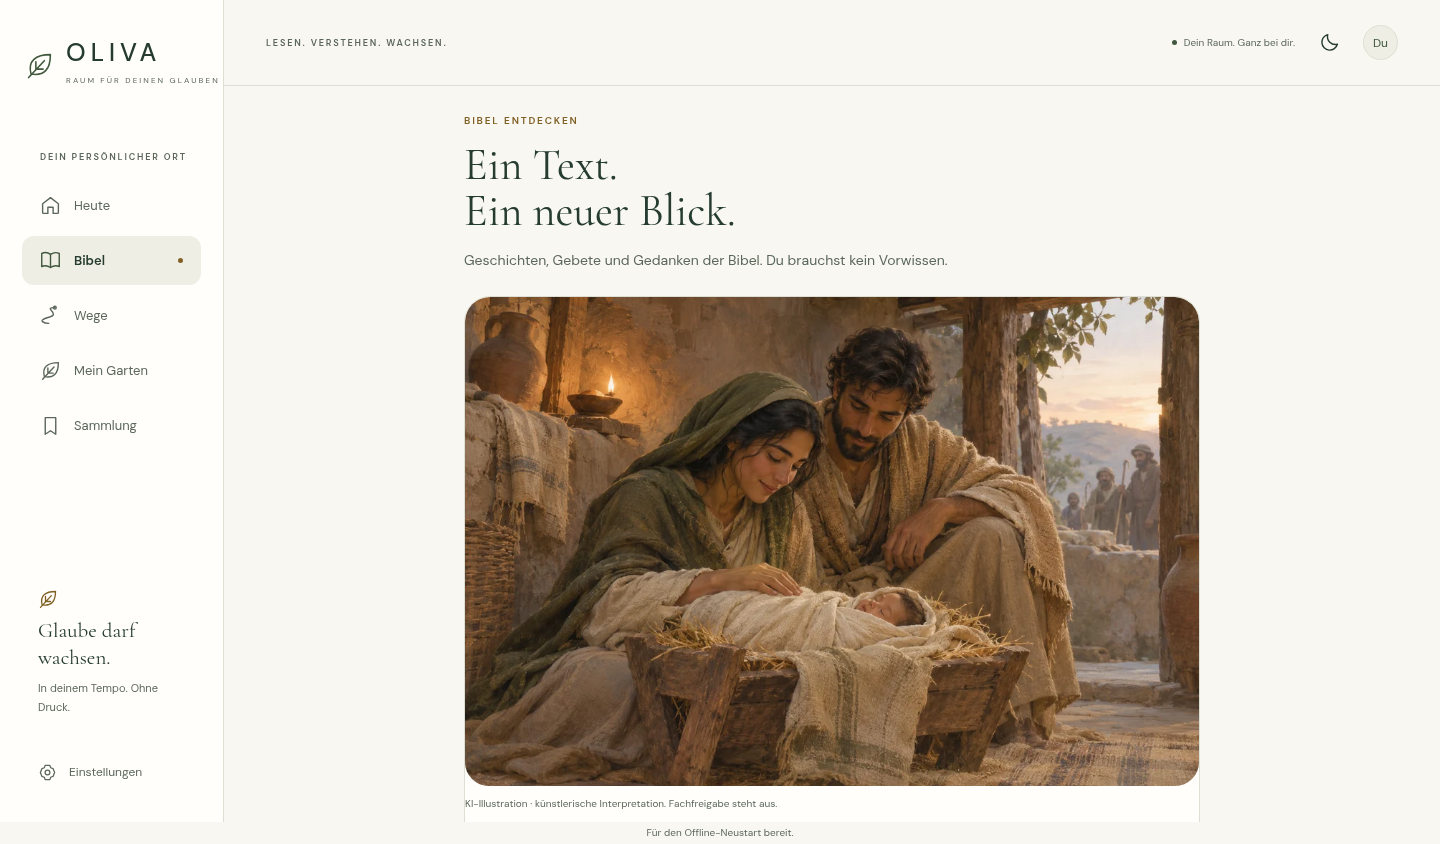 OLIVA
RAUM FÜR DEINEN GLAUBEN
DEIN PERSÖNLICHER ORT
Heute
Bibel
Wege
Mein Garten
Sammlung
Glaube darf
wachsen.
In deinem Tempo. Ohne
Druck.
Einstellungen
LESEN. VERSTEHEN. WACHSEN.
Dein Raum. Ganz bei dir.
Du
BIBEL ENTDECKEN
Ein Text.
Ein neuer Blick.
Geschichten, Gebete und Gedanken der Bibel. Du brauchst kein Vorwissen.
KI-Illustration · künstlerische Interpretation. Fachfreigabe steht aus.
Für den Offline-Neustart bereit.